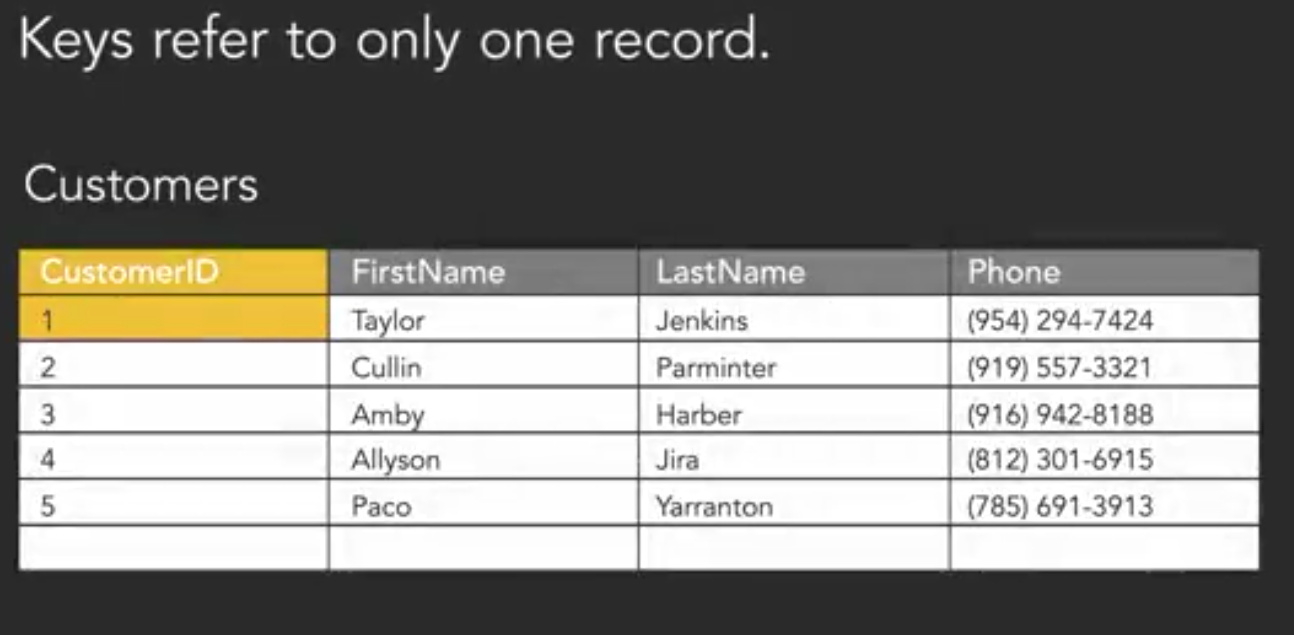 Keys refer to only one record.
Customers
CustomerID FirstName LastName Phone
1 Taylor Jenkins (954) 294-7424
2 Cullin Parminter (919) 557-3321
3 Amby Harber (916) 942-8188
4 Allyson Jira (812) 301-6915
5 Paco Yarranton (785) 691-3913